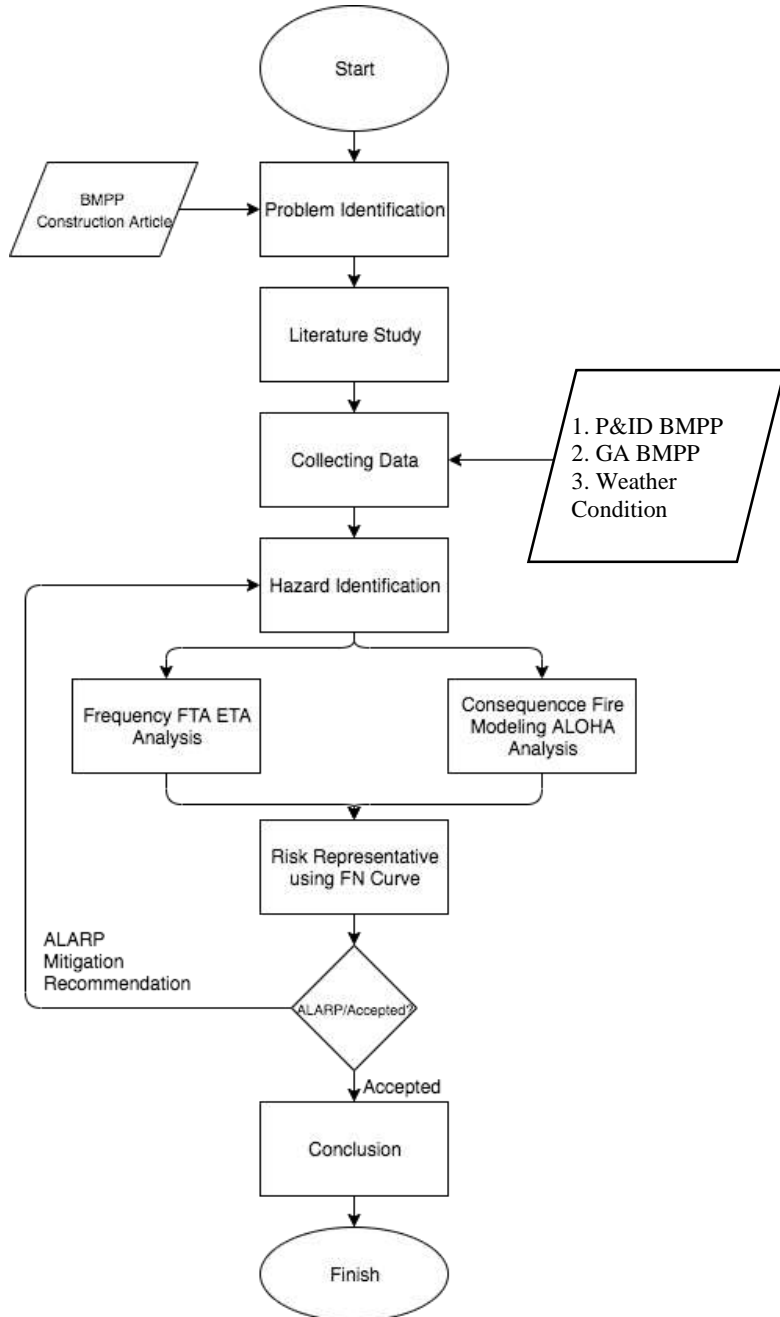 Start
BMPP
Construction Article
Problem Identification
Literature Study
Collecting Data
1. P&ID BMPP
2. GA BMPP
3. Weather
Condition
Hazard Identification
Frequency FTA ETA
Analysis
Consequencce Fire
Modeling ALOHA
Analysis
Risk Representative
using FN Curve
ALARP
Mitigation
Recommendation
ALARP/Accepted?
Accepted
Conclusion
Finish